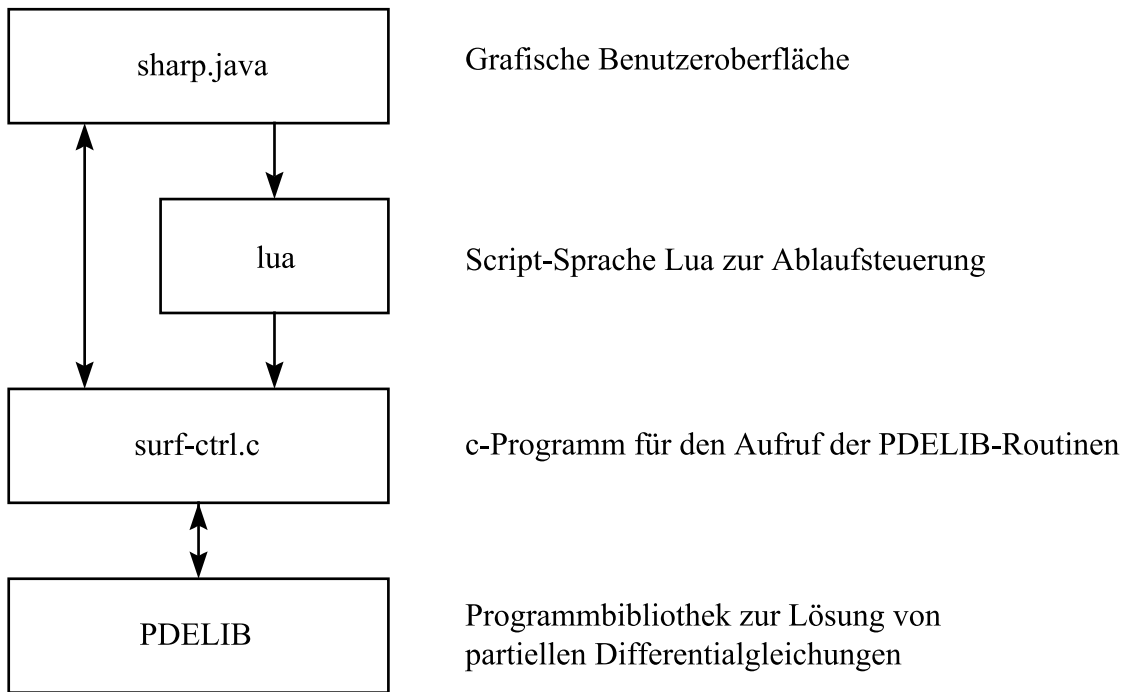 sharp.java
Grafische Benutzeroberfläche
lua
Script-Sprache Lua zur Ablaufsteuerung
surf-ctrl.c
c-Programm für den Aufruf der PDELIB-Routinen
PDELIB
Programmbibliothek zur Lösung von
partiellen Differentialgleichungen